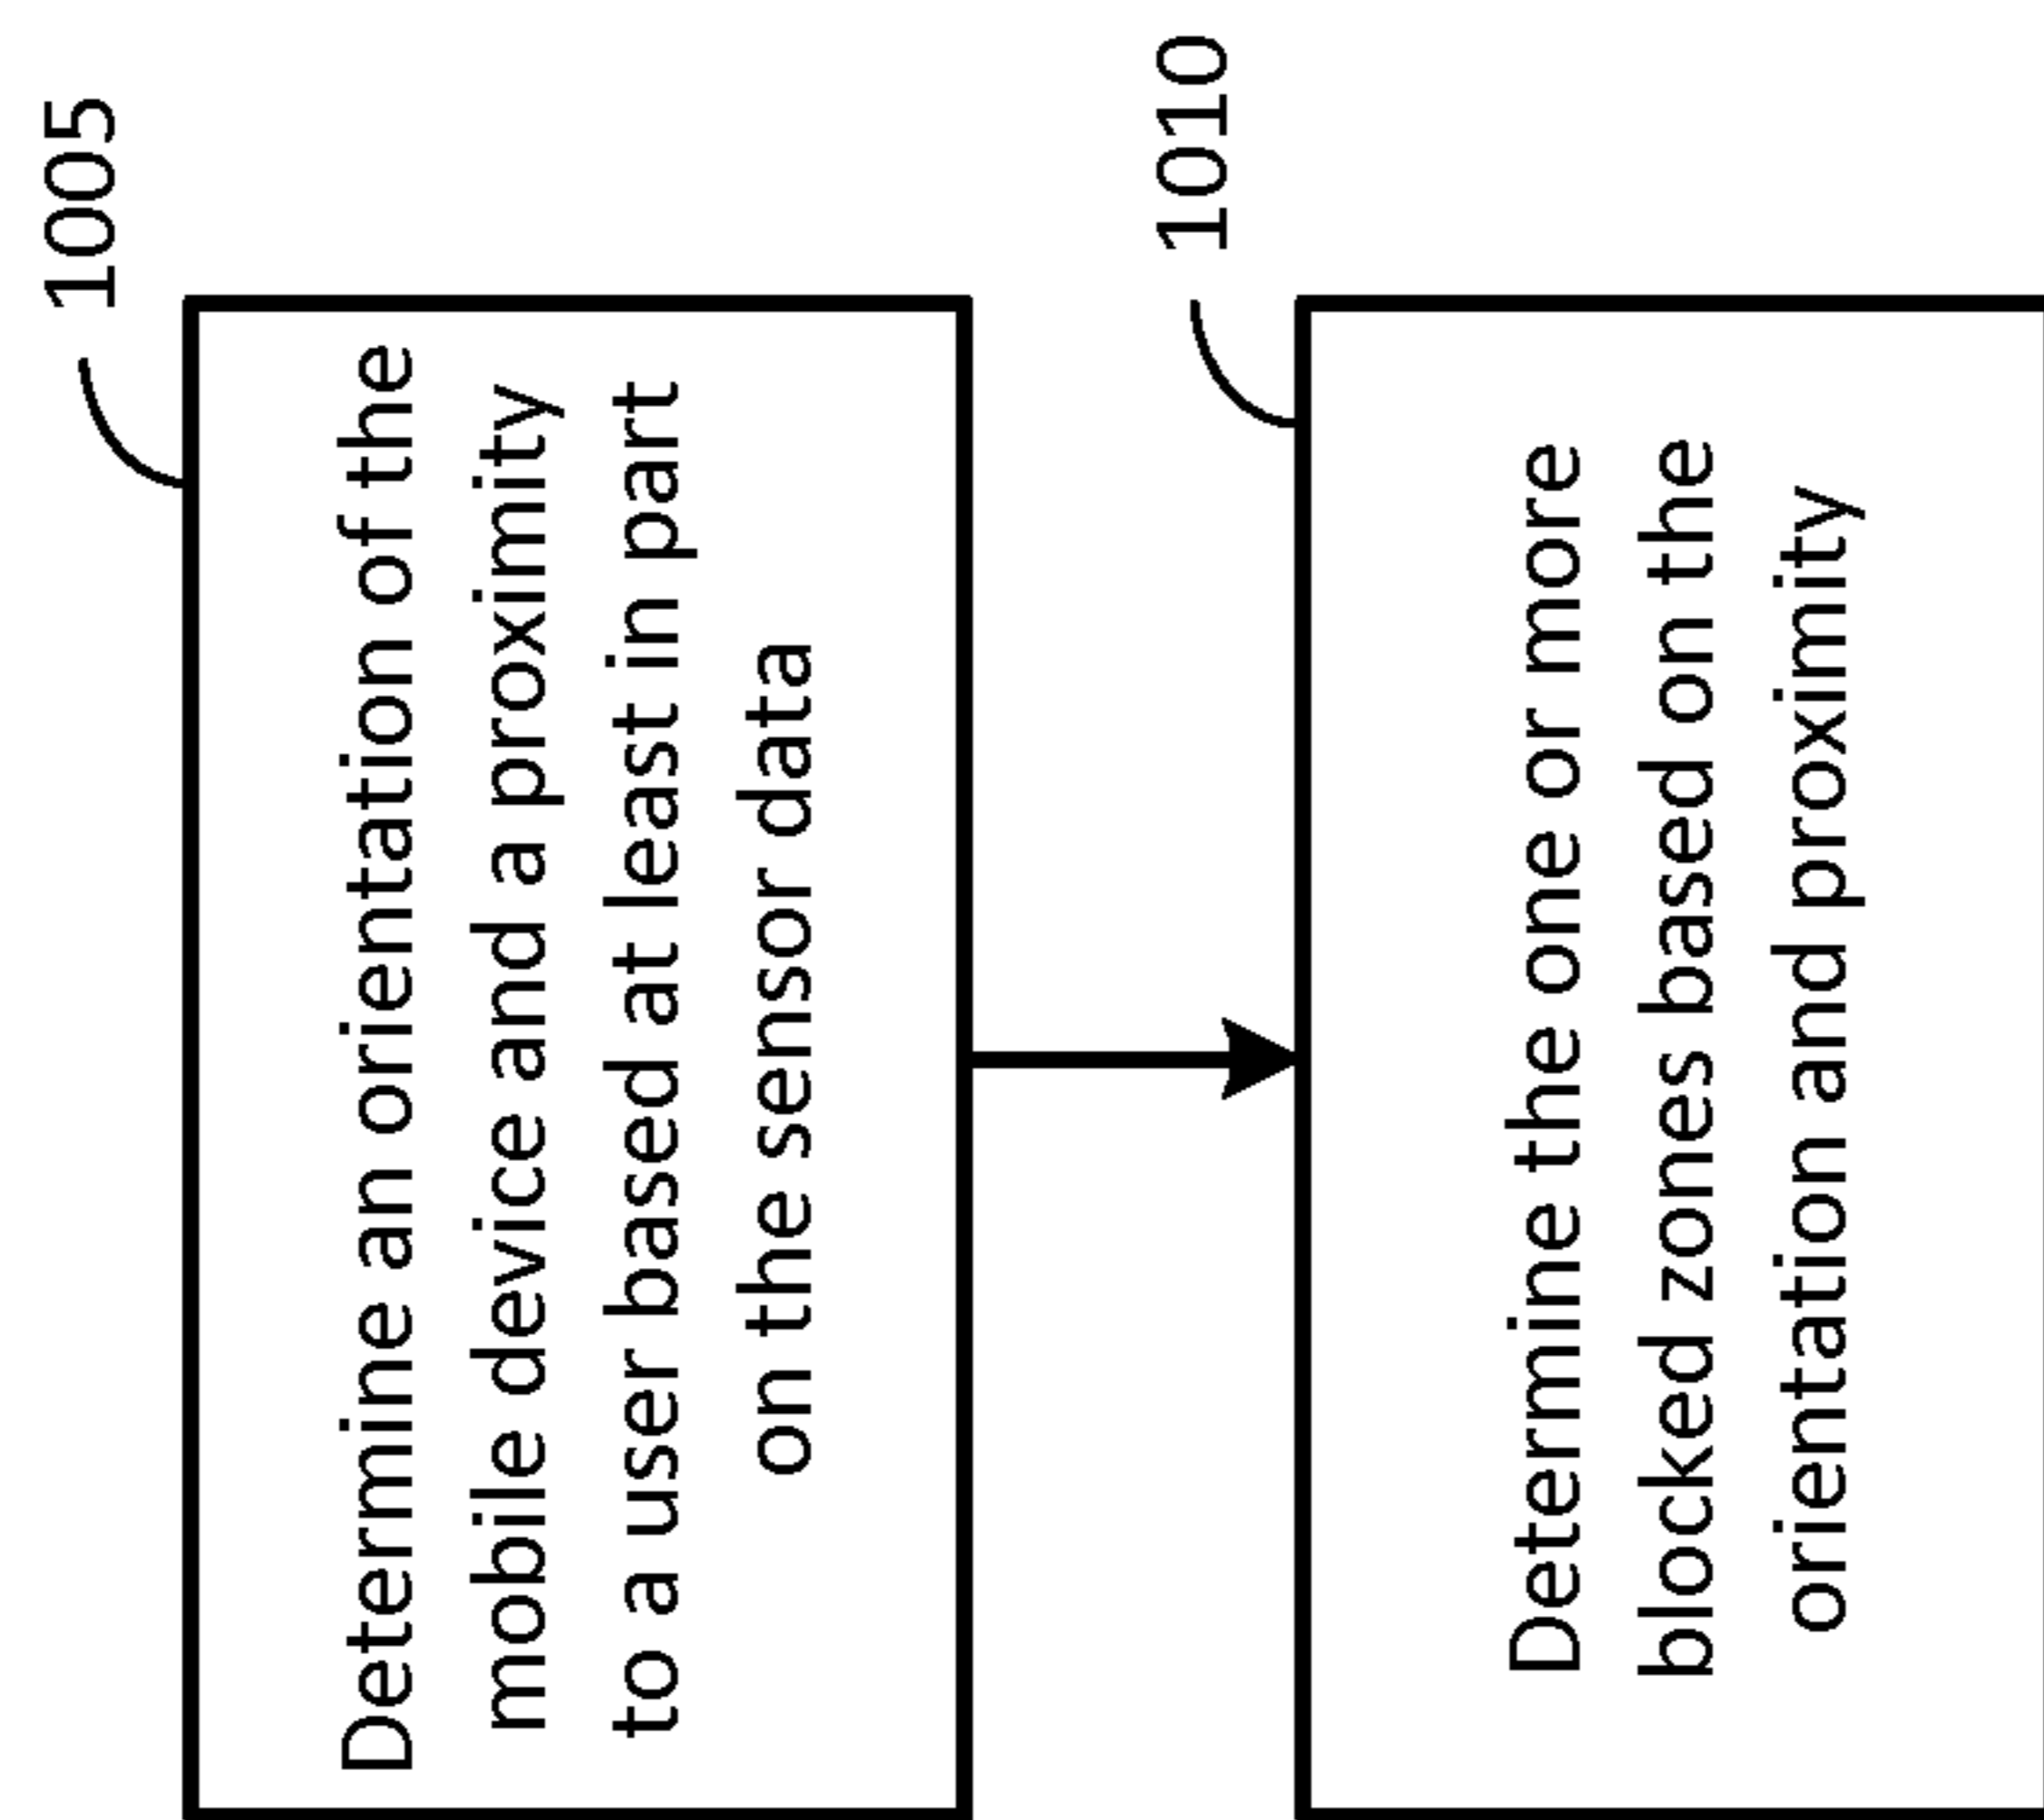 1005
Determine an orientation of the
mobile device and a proximity
to a user based at least in part
on the sensor data
1010
Determine the one or more
blocked zones based on the
orientation and proximity